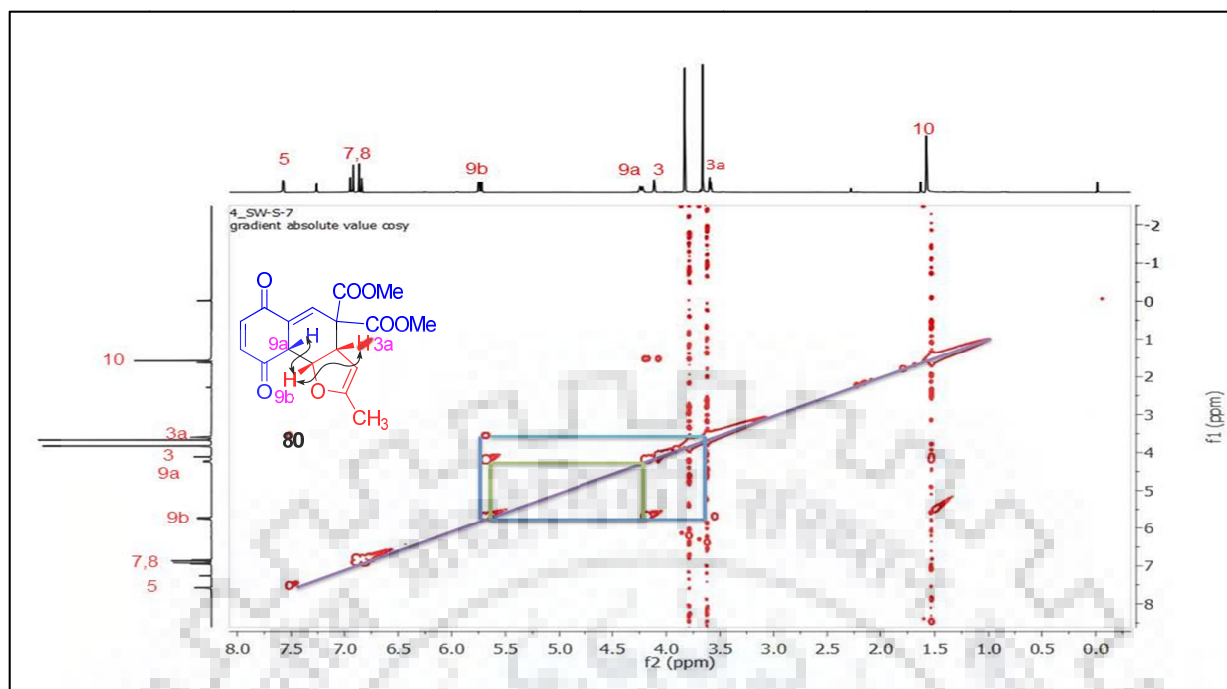 10
5
7,8
9b
9a
3
3a
4_SW-S-7
gradient absolute value cosy
O
COOMe
COOMe
9a
H
H
3a
H
O
O
9b
CH3
80
10
3a
3
9a
9b
7,8
5
-2
-1
0
1
2
3
4
5
6
7
8
f1 (ppm)
8.0 7.5 7.0 6.5 6.0 5.5 5.0 4.5 4.0 3.5 3.0 2.5 2.0 1.5 1.0 0.5 0.0
f2 (ppm)